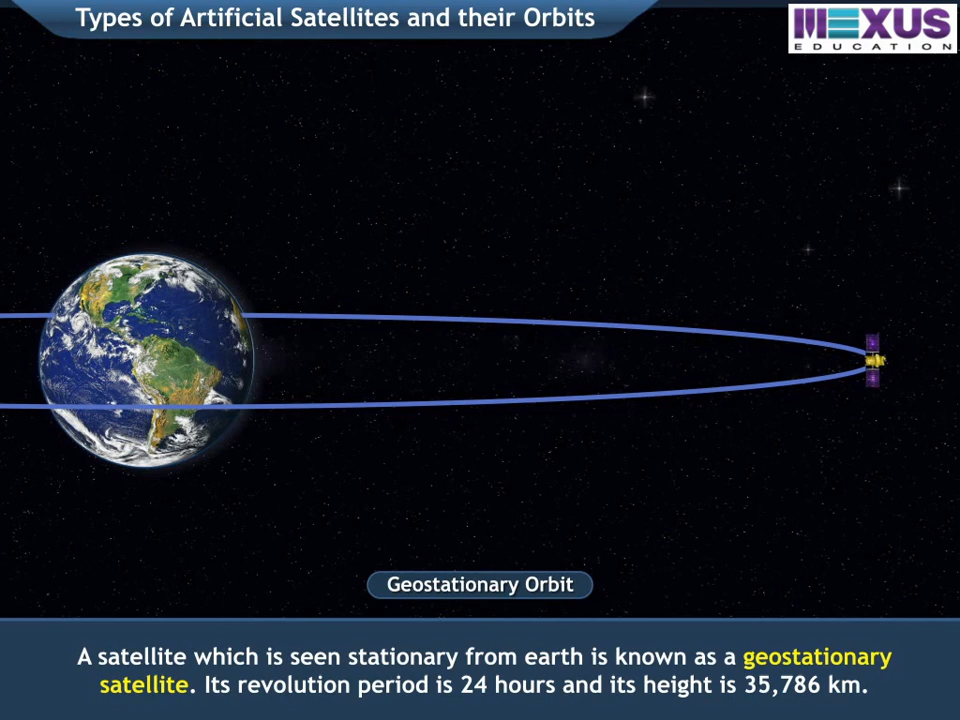 Types of Artificial Satellites and their Orbits
MEXUS
EDUCATION
Geostationary Orbit
A satellite which is seen stationary from earth is known as a geostationary
satellite. Its revolution period is 24 hours and its height is 35,786 km.